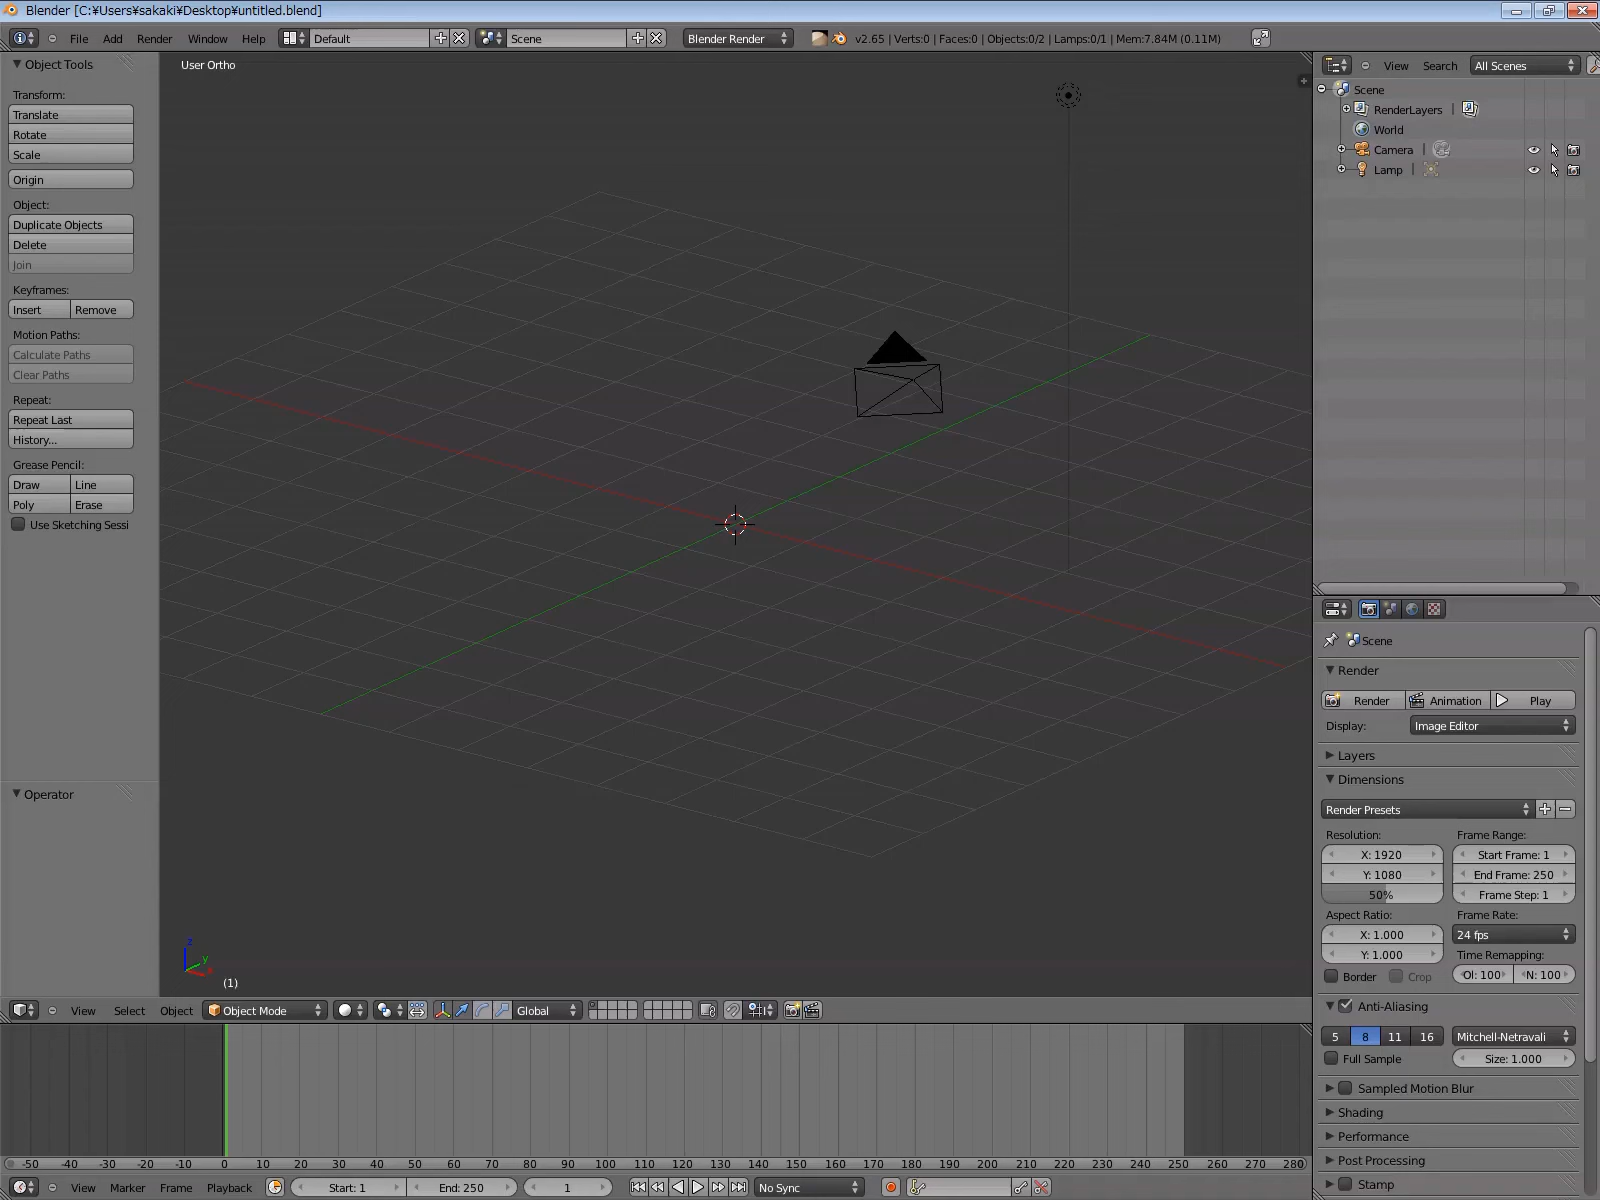 Blender [C:¥Users¥sakaki¥Desktop¥untitled.blend]
File Add Render Window Help Default Scene Blender Render v2.65 | Verts:0 | Faces:0 | Objects:0/2 | Lamps:0/1 | Mem:7.84M (0.11M)
Object Tools
Transform:
Translate
Rotate
Scale
Origin
Object:
Duplicate Objects
Delete
Join
Keyframes:
Insert Remove
Motion Paths:
Calculate Paths
Clear Paths
Repeat:
Repeat Last
History...
Grease Pencil:
Draw Line
Poly Erase
Use Sketching Sessi
Operator
User Ortho
z
y
x
(1)
View Select Object Object Mode Global
-50 -40 -30 -20 -10 0 10 20 30 40 50 60 70 80 90 100 110 120 130 140 150 160 170 180 190 200 210 220 230 240 250 260 270 280
View Marker Frame Playback Start: 1 End: 250 1 No Sync
View Search All Scenes
Scene
RenderLayers |
World
Camera |
Lamp |
Scene
Render
Render Animation Play
Display: Image Editor
Layers
Dimensions
Render Presets
Resolution: Frame Range:
X: 1920 Start Frame: 1
Y: 1080 End Frame: 250
50% Frame Step: 1
Aspect Ratio: Frame Rate:
X: 1.000 24 fps
Y: 1.000 Time Remapping:
Border Crop Ol: 100 N: 100
Anti-Aliasing
5 8 11 16 Mitchell-Netravali
Full Sample Size: 1.000
Sampled Motion Blur
Shading
Performance
Post Processing
Stamp